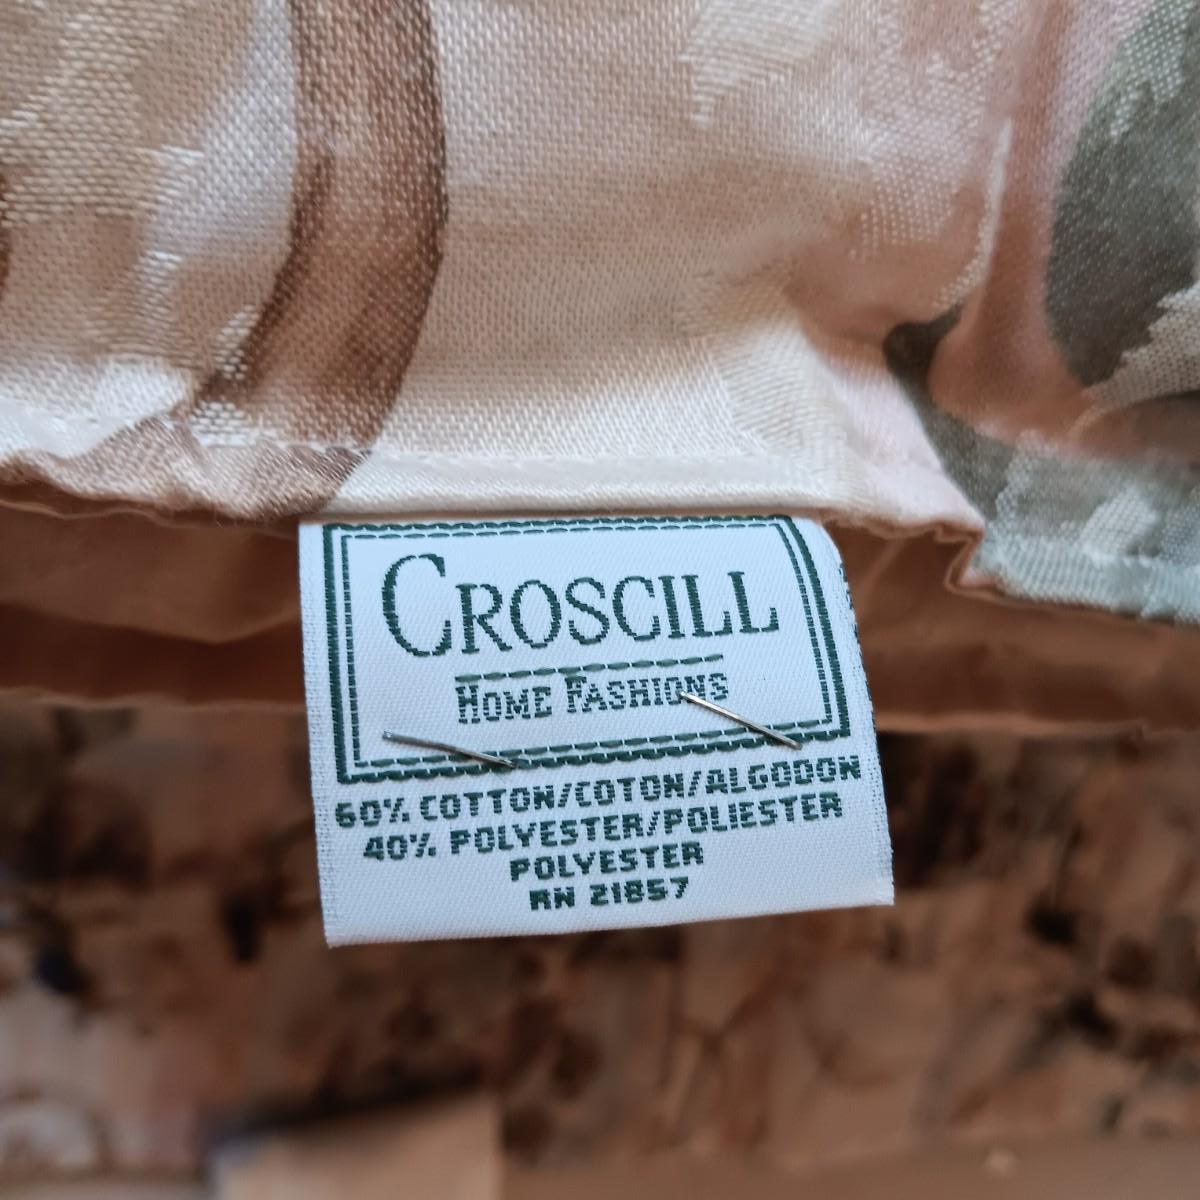 CROSCILL
HOME FASHIONS
60% COTTON/COTON/ALGODON
40% POLYESTER/POLIESTER
POLYESTER
RN 21857